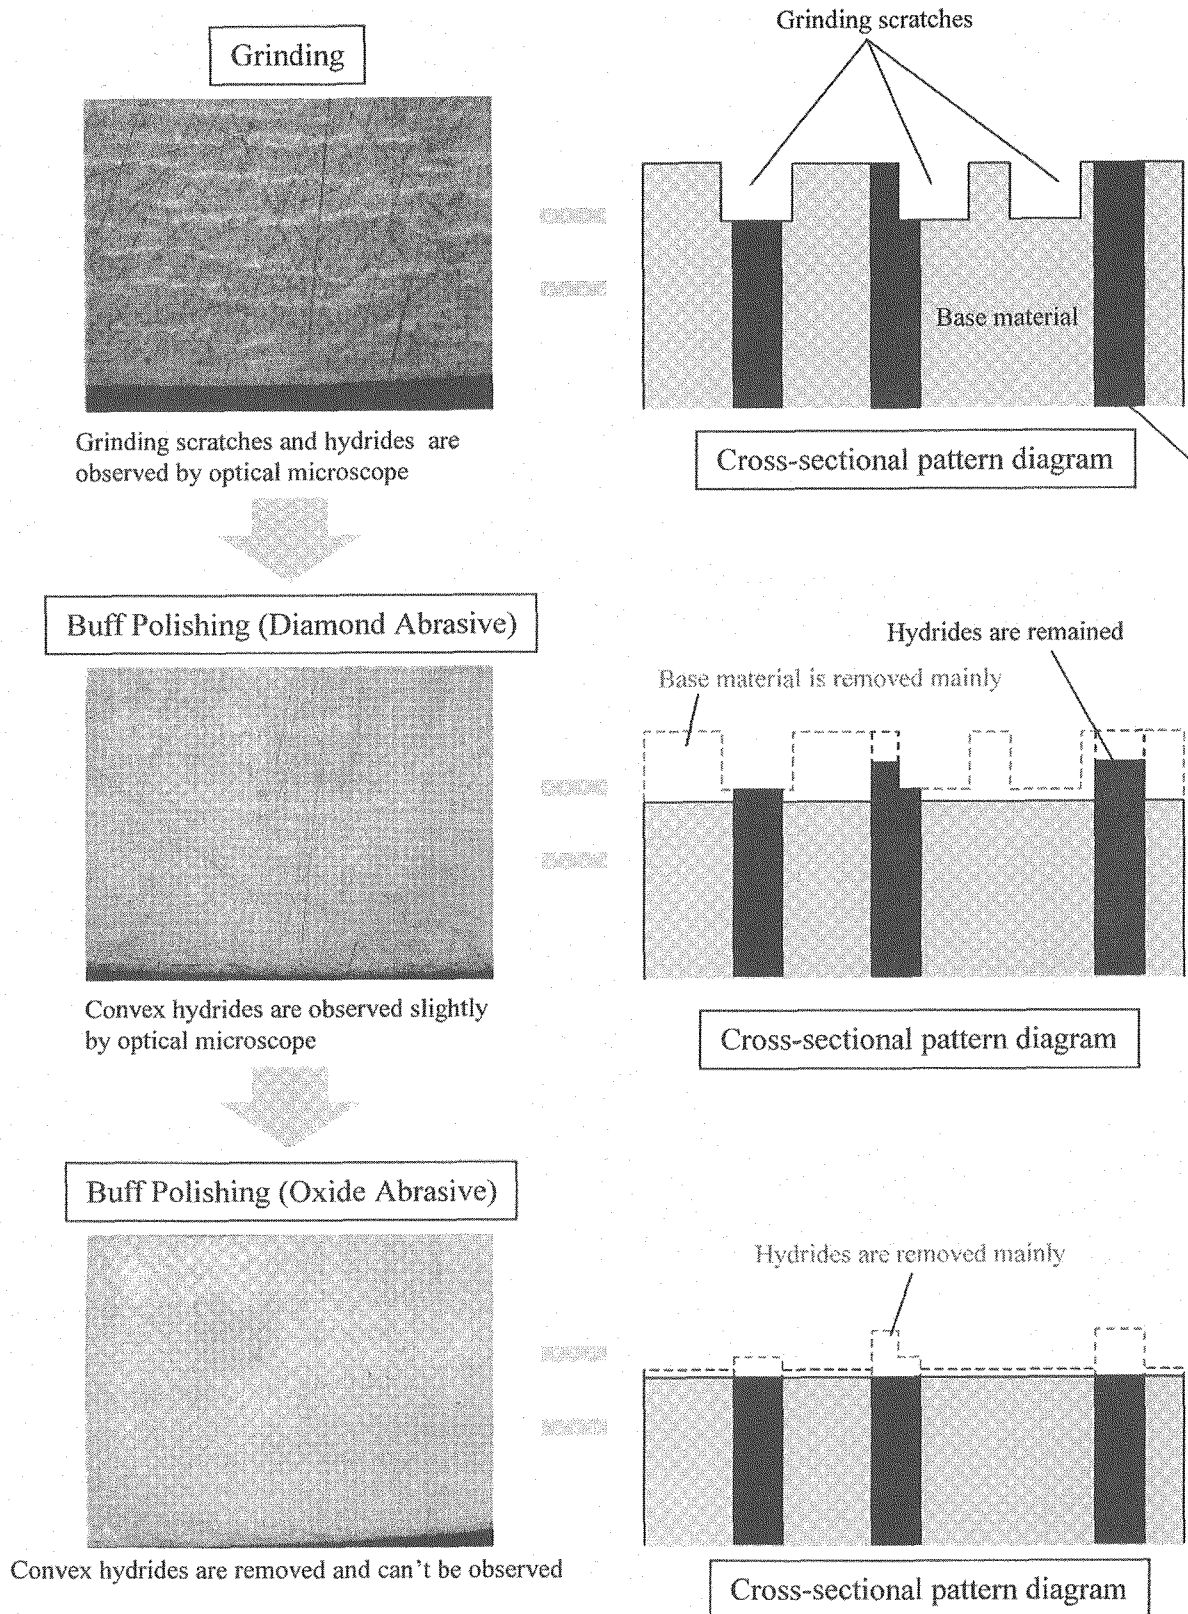 Grinding
Grinding scratches
Base material
Grinding scratches and hydrides are
observed by optical microscope
Cross-sectional pattern diagram
Buff Polishing (Diamond Abrasive)
Hydrides are remained
Base material is removed mainly
Convex hydrides are observed slightly
by optical microscope
Cross-sectional pattern diagram
Buff Polishing (Oxide Abrasive)
Hydrides are removed mainly
Convex hydrides are removed and can't be observed
Cross-sectional pattern diagram